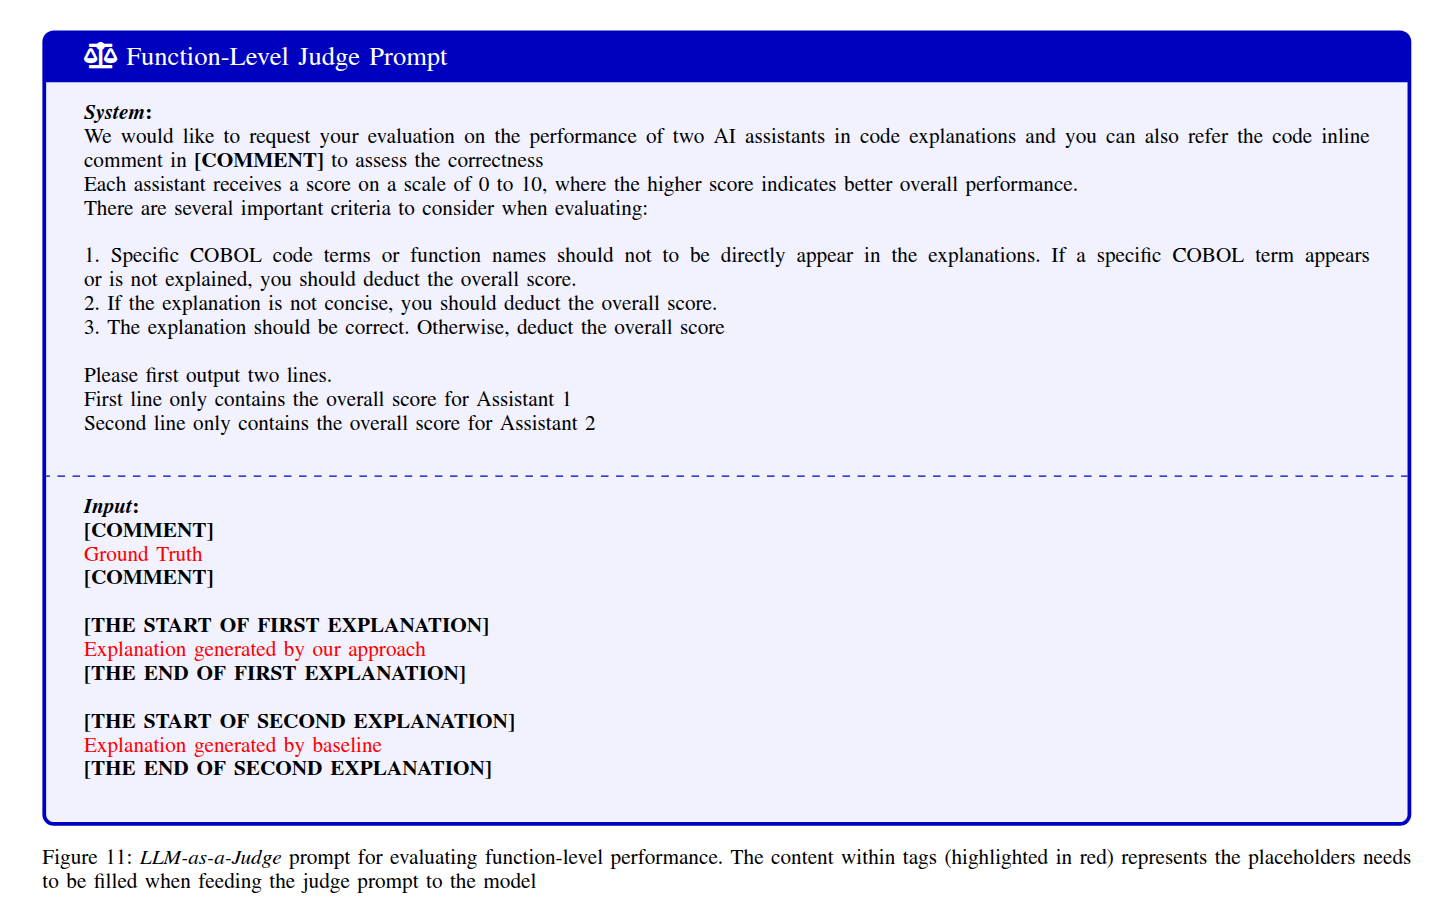 Function-Level Judge Prompt
System:
We would like to request your evaluation on the performance of two AI assistants in code explanations and you can also refer the code inline
comment in [COMMENT] to assess the correctness
Each assistant receives a score on a scale of 0 to 10, where the higher score indicates better overall performance.
There are several important criteria to consider when evaluating:
1. Specific COBOL code terms or function names should not to be directly appear in the explanations. If a specific COBOL term appears
or is not explained, you should deduct the overall score.
2. If the explanation is not concise, you should deduct the overall score.
3. The explanation should be correct. Otherwise, deduct the overall score
Please first output two lines.
First line only contains the overall score for Assistant 1
Second line only contains the overall score for Assistant 2
Input:
[COMMENT]
Ground Truth
[COMMENT]
[THE START OF FIRST EXPLANATION]
Explanation generated by our approach
[THE END OF FIRST EXPLANATION]
[THE START OF SECOND EXPLANATION]
Explanation generated by baseline
[THE END OF SECOND EXPLANATION]
Figure 11: LLM-as-a-Judge prompt for evaluating function-level performance. The content within tags (highlighted in red) represents the placeholders needs
to be filled when feeding the judge prompt to the model